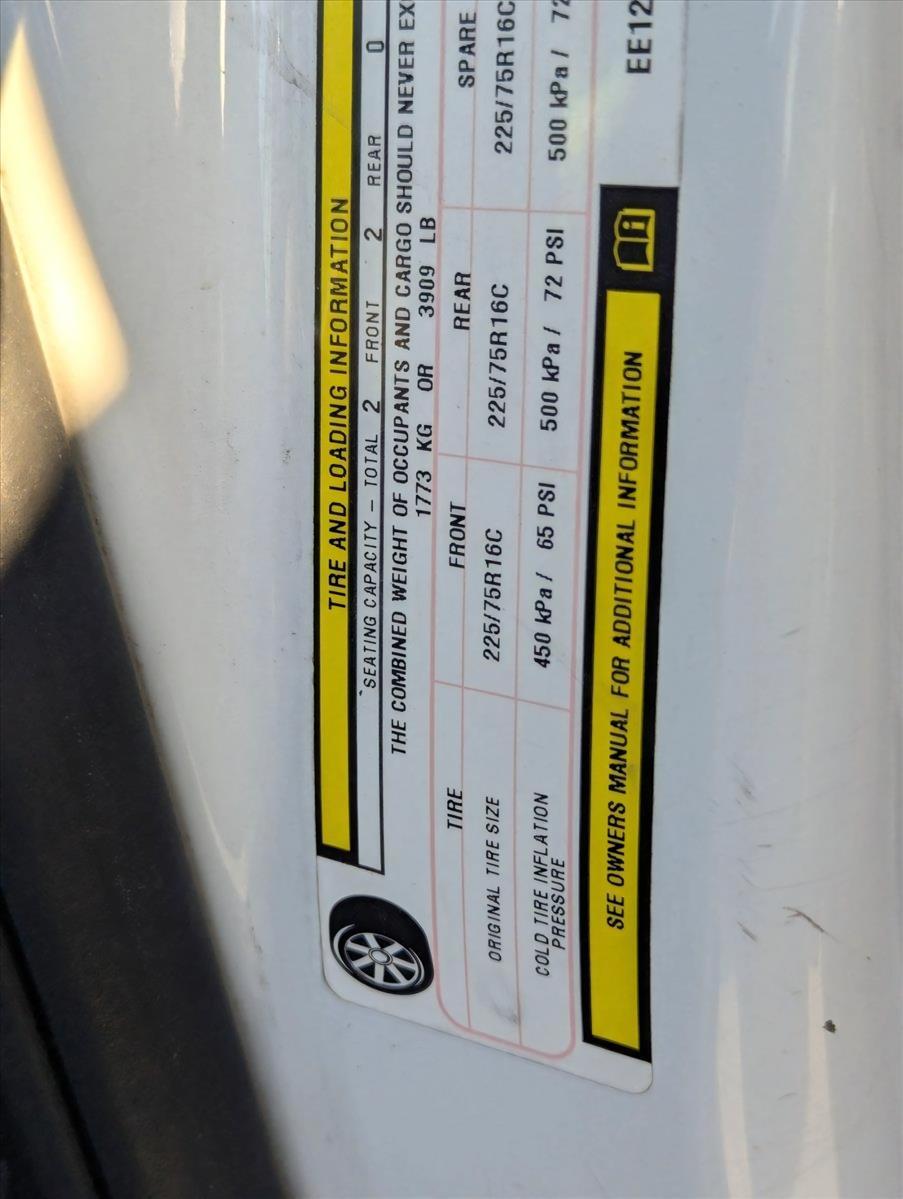 TIRE AND LOADING INFORMATION
SEATING CAPACITY – TOTAL 2 FRONT 2 REAR 0
THE COMBINED WEIGHT OF OCCUPANTS AND CARGO SHOULD NEVER EX
1773 KG OR 3909 LB
TIRE FRONT REAR SPARE
ORIGINAL TIRE SIZE 225/75R16C 225/75R16C 225/75R16C
COLD TIRE INFLATION PRESSURE 450 kPa / 65 PSI 500 kPa / 72 PSI 500 kPa / 72
SEE OWNERS MANUAL FOR ADDITIONAL INFORMATION
EE12